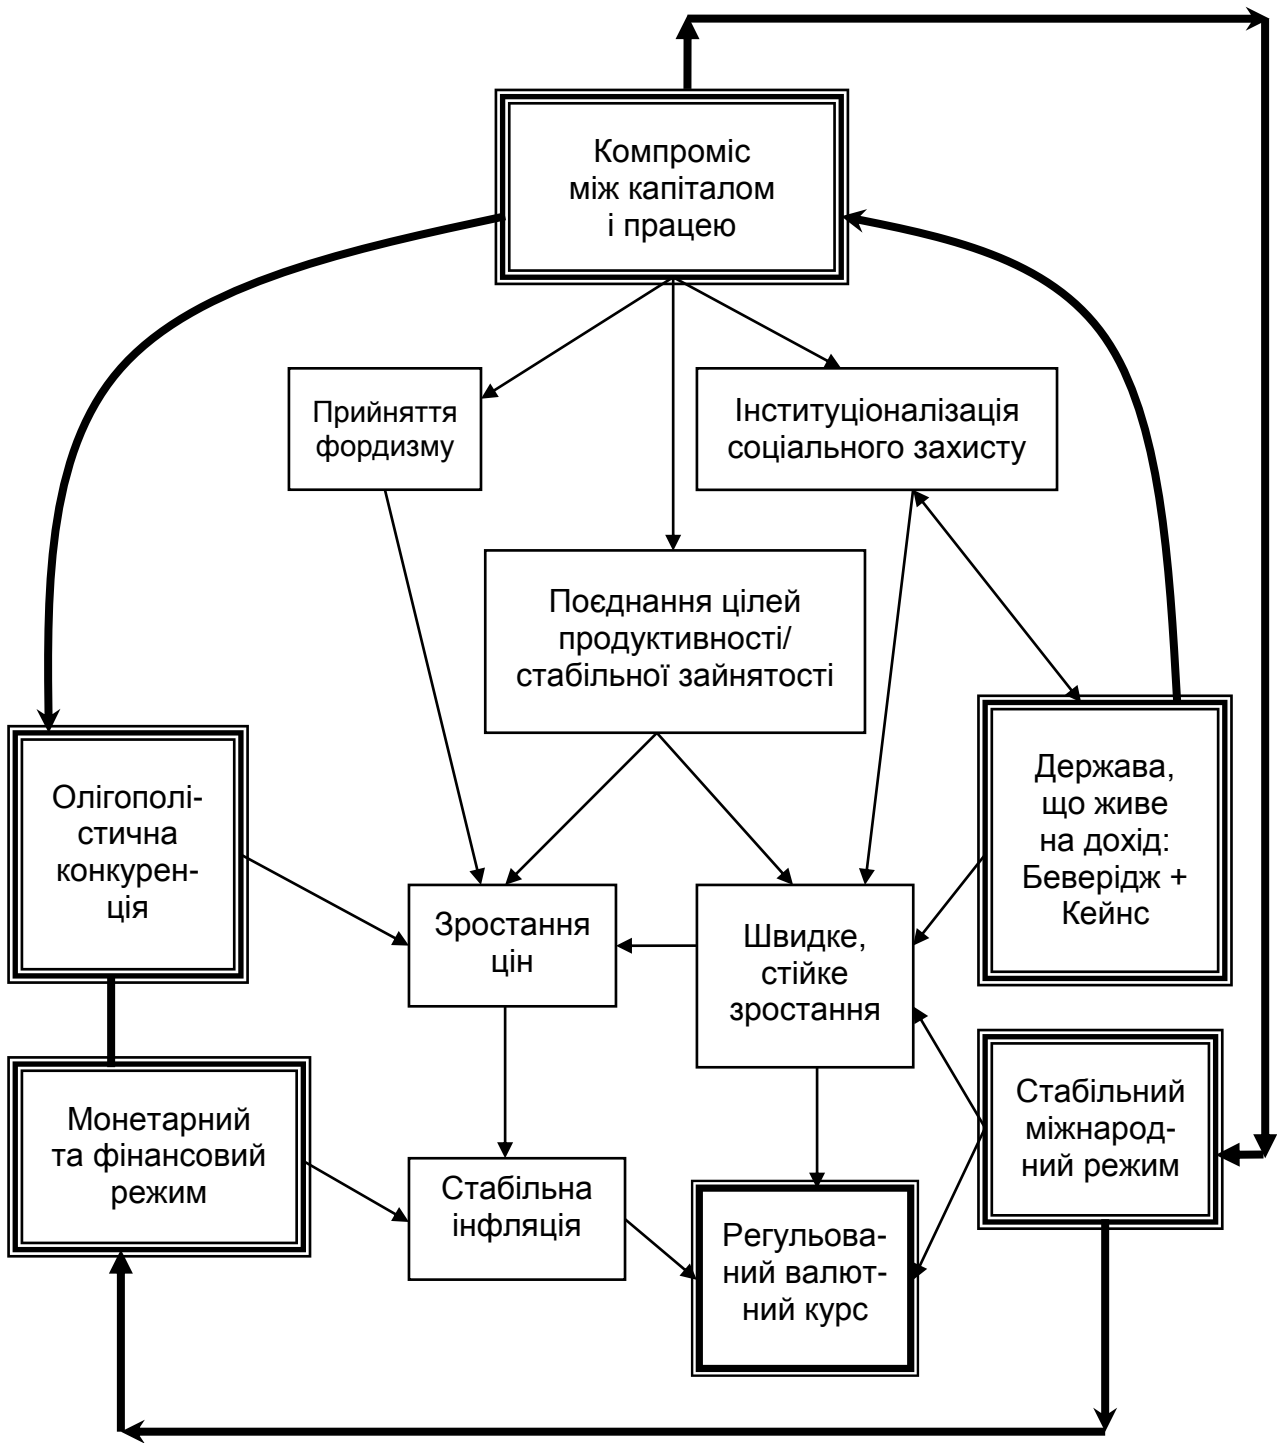 Компроміс
між капіталом
і працею
Прийняття
фордизму
Інституціоналізація
соціального захисту
Поєднання цілей
продуктивності/
стабільної зайнятості
Олігополі-
стична
конкурен-
ція
Держава,
що живе
на дохід:
Беверідж +
Кейнс
Зростання
цін
Швидке,
стійке
зростання
Монетарний
та фінансовий
режим
Стабільний
міжнарод-
ний режим
Стабільна
інфляція
Регульова-
ний валют-
ний курс